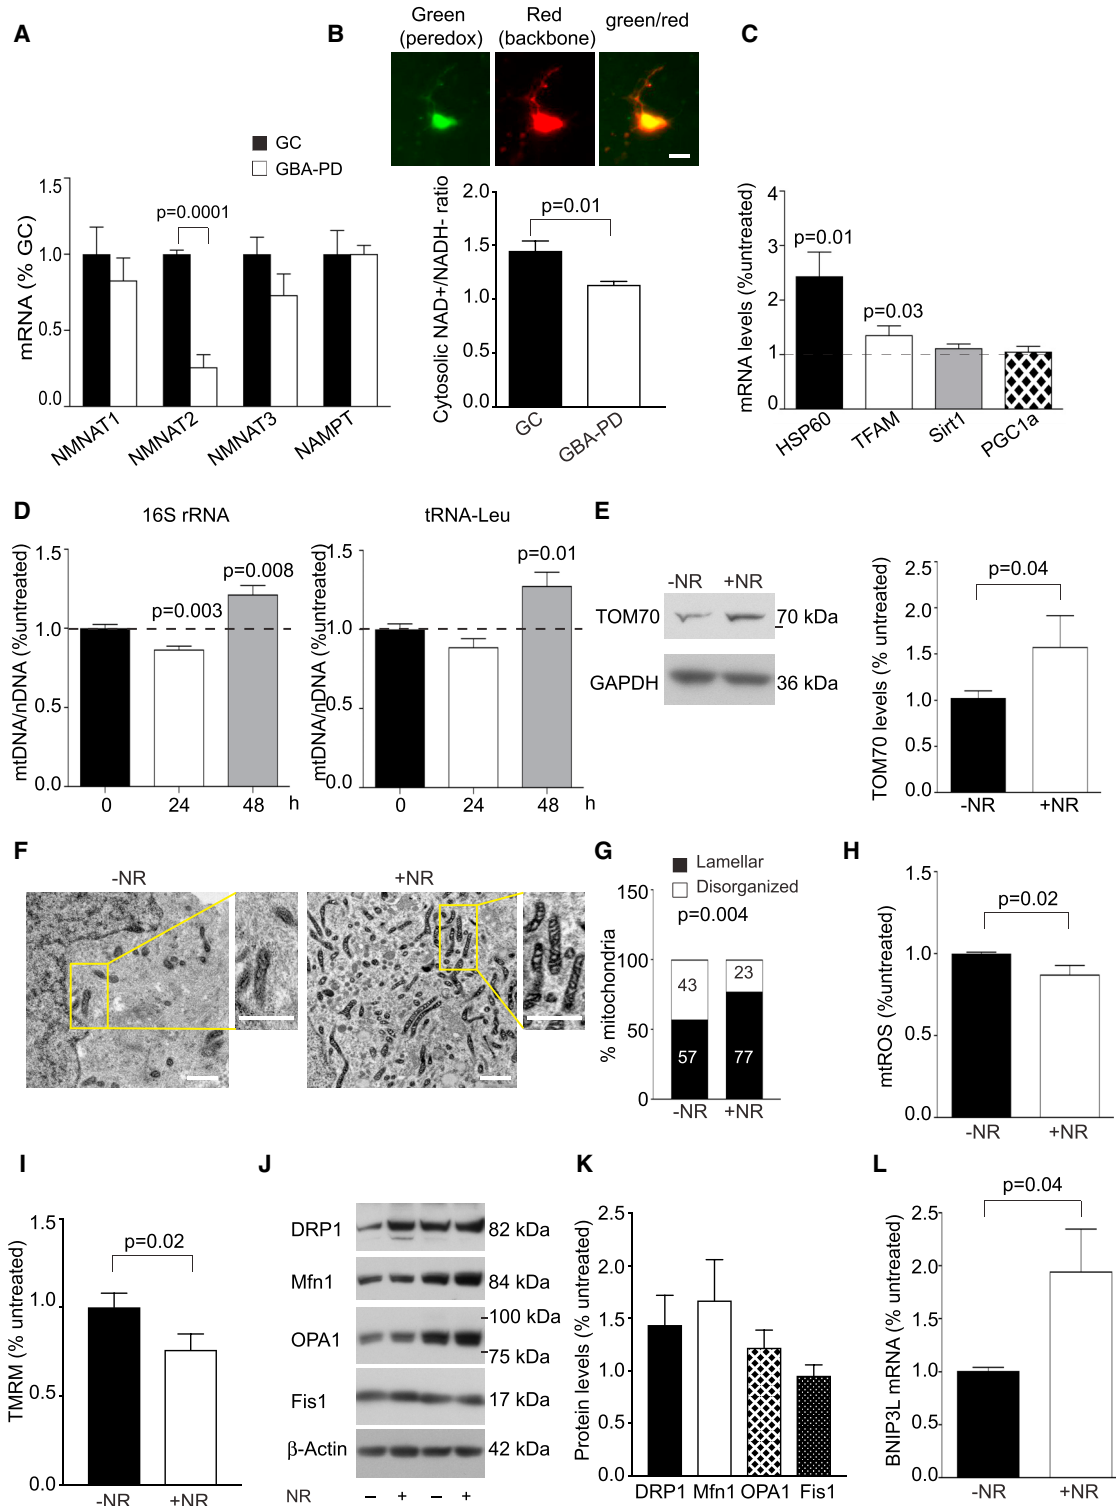 A
GC
GBA-PD
mRNA (% GC)
1.5
1.0
0.5
0.0
p=0.0001
NMNAT1
NMNAT2
NMNAT3
NAMPT
B
Green
(peredox)
Red
(backbone)
green/red
Cytosolic NAD+/NADH- ratio
2.0
1.5
1.0
0.5
0.0
p=0.01
GC
GBA-PD
C
mRNA levels (%untreated)
4
3
2
1
0
p=0.01
p=0.03
HSP60
TFAM
Sirt1
PGC1a
D
16S rRNA
mtDNA/nDNA (%untreated)
1.5
1.0
0.5
0.0
p=0.003
p=0.008
0 24 48 h
tRNA-Leu
mtDNA/nDNA (%untreated)
1.5
1.0
0.5
0.0
p=0.01
0 24 48 h
E
-NR +NR
TOM70 70 kDa
GAPDH 36 kDa
TOM70 levels (% untreated)
2.5
2.0
1.5
1.0
0.5
0.0
p=0.04
-NR +NR
F
-NR
+NR
G
Lamellar
Disorganized
p=0.004
% mitochondria
150
100
50
0
43 23
57 77
-NR +NR
H
mtROS (%untreated)
1.5
1.0
0.5
0.0
p=0.02
-NR +NR
I
TMRM (% untreated)
1.5
1.0
0.5
0.0
p=0.02
-NR +NR
J
DRP1 82 kDa
Mfn1 84 kDa
100 kDa
OPA1
75 kDa
Fis1 17 kDa
β-Actin 42 kDa
NR – + – +
K
Protein levels (% untreated)
2.5
2.0
1.5
1.0
0.5
0.0
DRP1 Mfn1 OPA1 Fis1
L
BNIP3L mRNA (% untreated)
2.5
2.0
1.5
1.0
0.5
0.0
p=0.04
-NR +NR